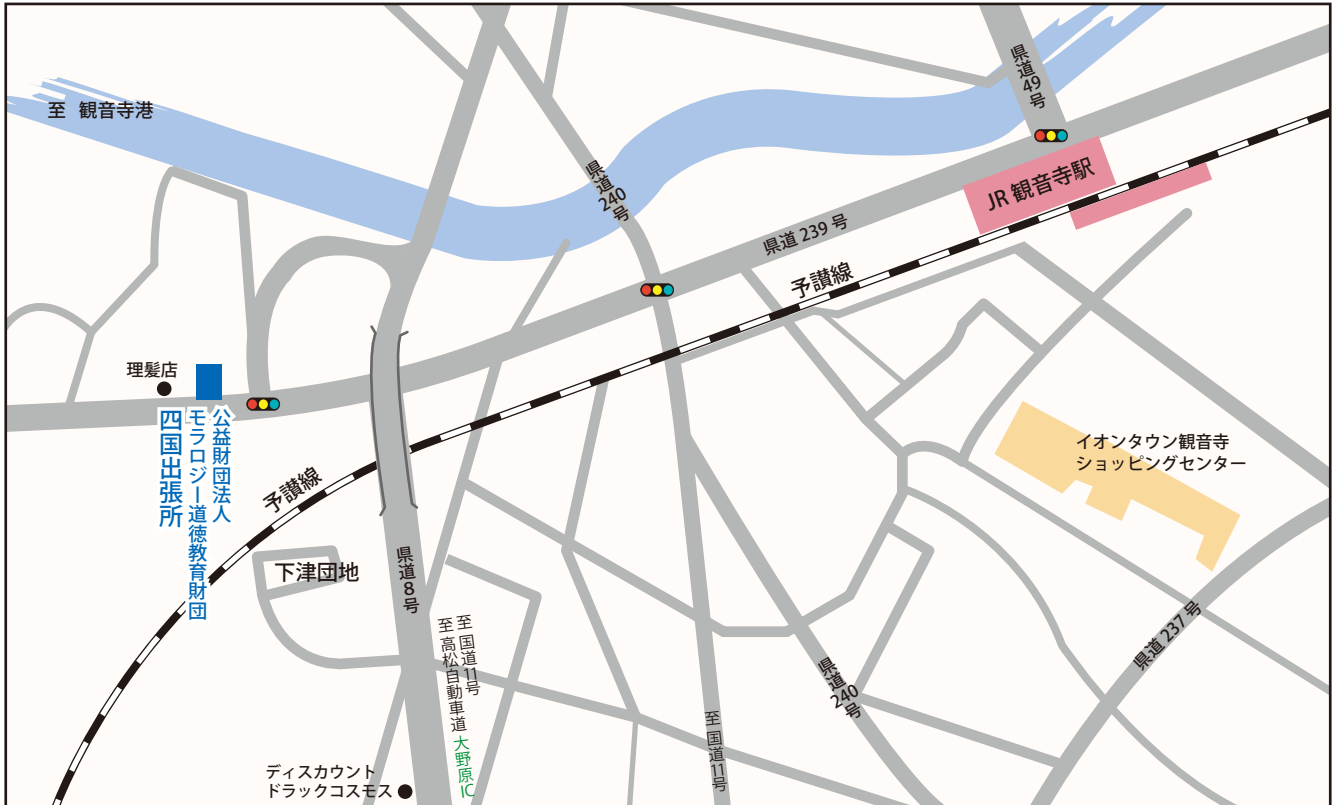 至 観音寺港
県道49号
県道240号
JR 観音寺駅
県道 239 号
予讃線
理髪店
公益財団法人
モラロジー道徳教育財団
四国出張所
イオンタウン観音寺
ショッピングセンター
予讃線
下津団地
県道8号
県道 237 号
至 国道11号
至 高松自動車道 大野原IC
県道240号
至 国道11号
ディスカウント
ドラックコスモス